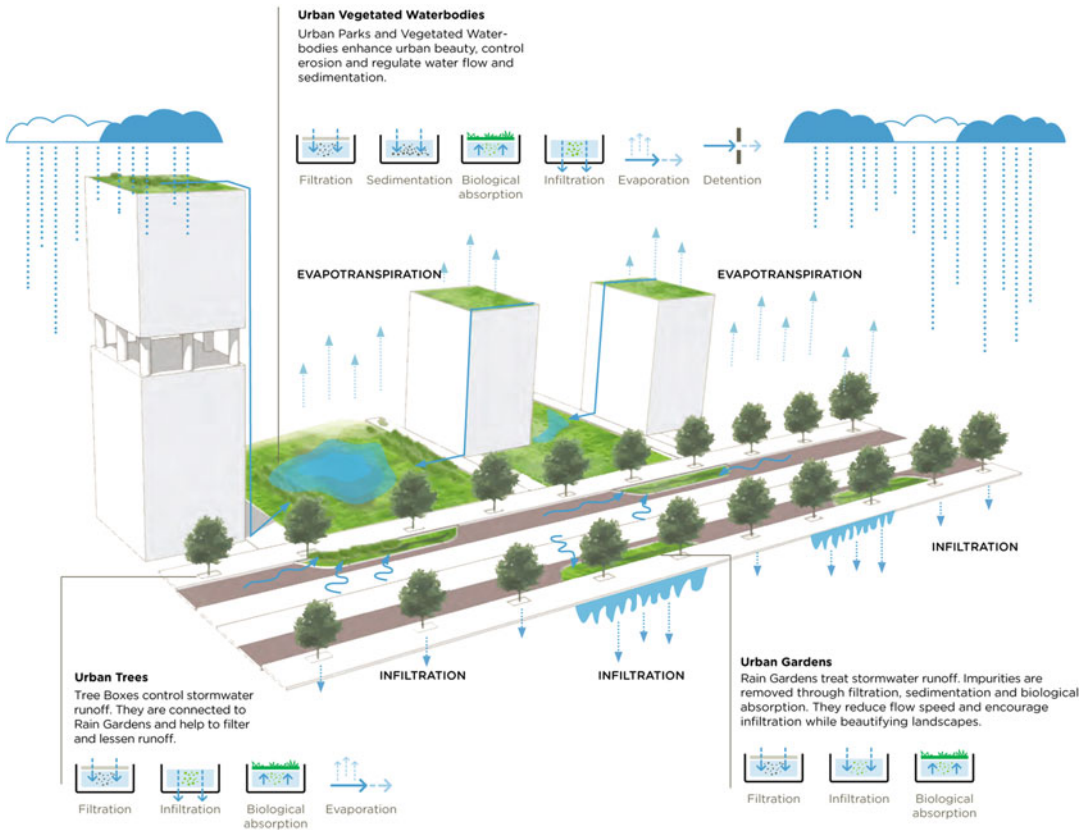 Urban Vegetated Waterbodies
Urban Parks and Vegetated Water-
bodies enhance urban beauty, control
erosion and regulate water flow and
sedimentation.
Filtration
Sedimentation
Biological
absorption
Infiltration
Evaporation
Detention
EVAPOTRANSPIRATION
EVAPOTRANSPIRATION
INFILTRATION
INFILTRATION
INFILTRATION
Urban Trees
Tree Boxes control stormwater
runoff. They are connected to
Rain Gardens and help to filter
and lessen runoff.
Filtration
Infiltration
Biological
absorption
Evaporation
Urban Gardens
Rain Gardens treat stormwater runoff. Impurities are
removed through filtration, sedimentation and biological
absorption. They reduce flow speed and encourage
infiltration while beautifying landscapes.
Filtration
Infiltration
Biological
absorption